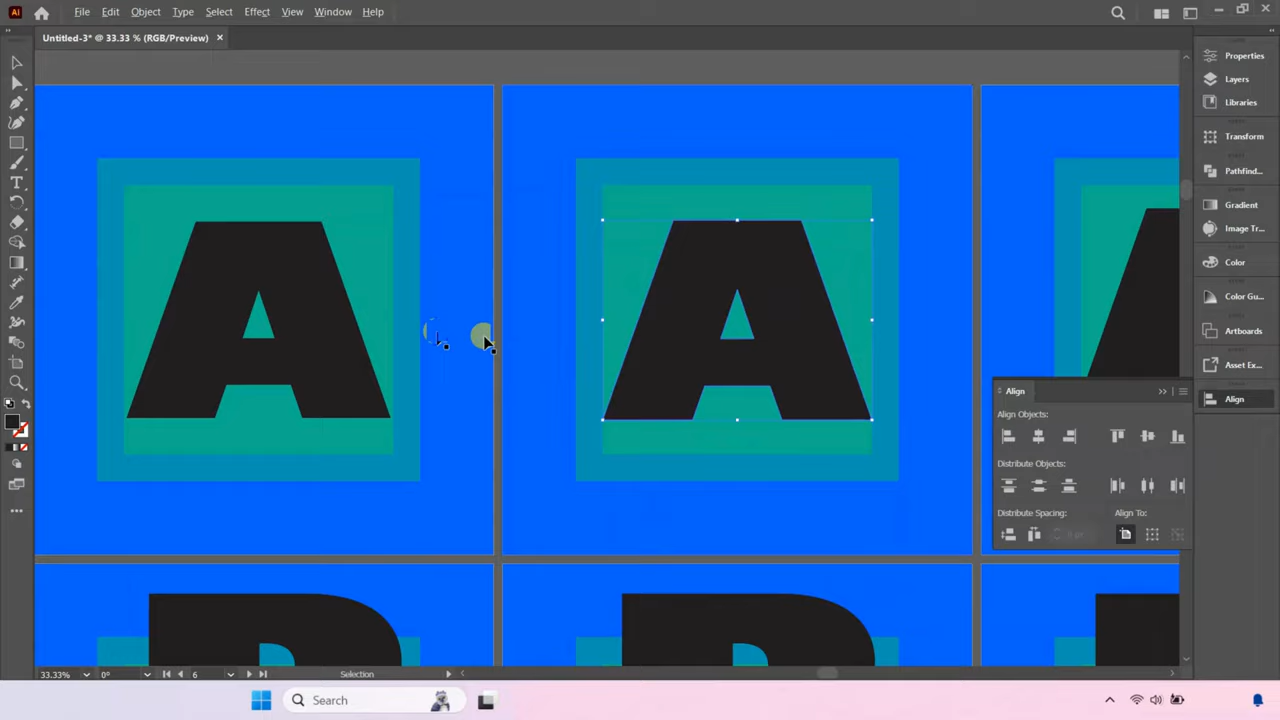 Ai File Edit Object Type Select Effect View Window Help
Untitled-3* @ 33.33 % (RGB/Preview) ×
Properties
Layers
Libraries
Transform
Pathfind...
Gradient
Image Tr...
Color
Color Gu...
Artboards
Asset Ex...
Align
A A
Align
Align Objects:
Distribute Objects:
Distribute Spacing: Align To:
33.33% 0° 6 Selection
Search